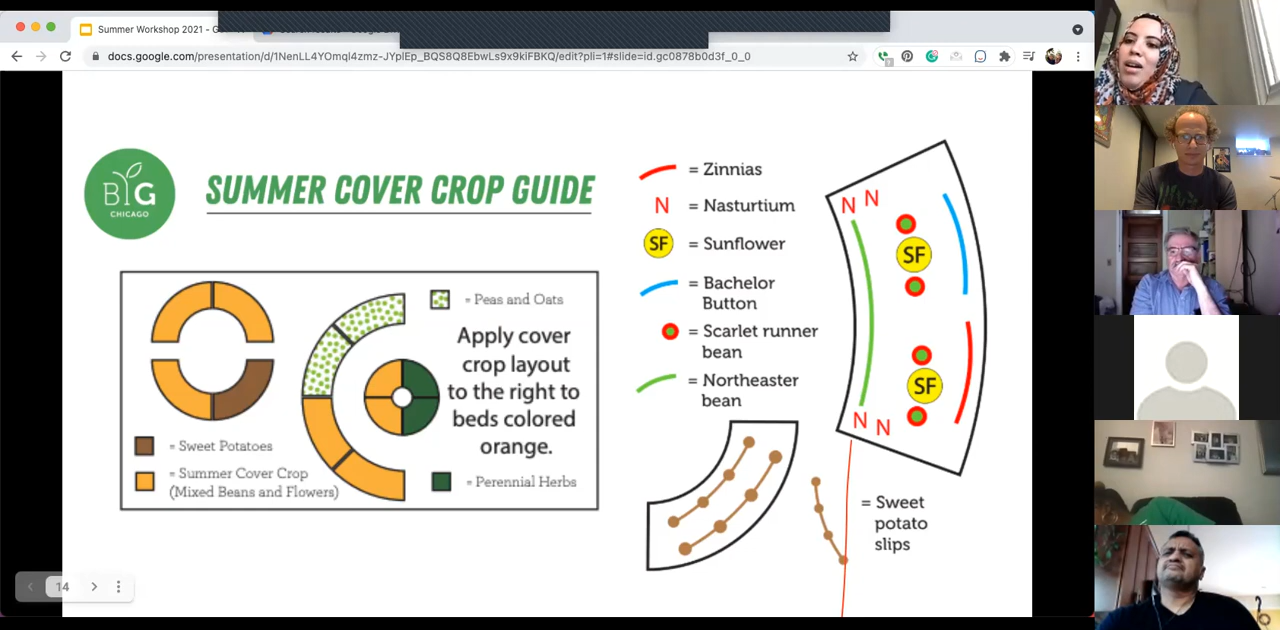 Summer Workshop 2021 - G
docs.google.com/presentation/d/1NenLL4YOmql4zmz-JYplEp_BQS8Q8EbwLs9x9kiFBKQ/edit?pli=1#slide=id.gc0878b0d3f_0_0
BIG
CHICAGO
SUMMER COVER CROP GUIDE
= Peas and Oats
Apply cover
crop layout
to the right to
beds colored
orange.
= Sweet Potatoes
= Summer Cover Crop
(Mixed Beans and Flowers)
= Perennial Herbs
= Zinnias
N = Nasturtium
SF = Sunflower
= Bachelor
Button
= Scarlet runner
bean
= Northeaster
bean
N N
SF
SF
N N
= Sweet
potato
slips
14